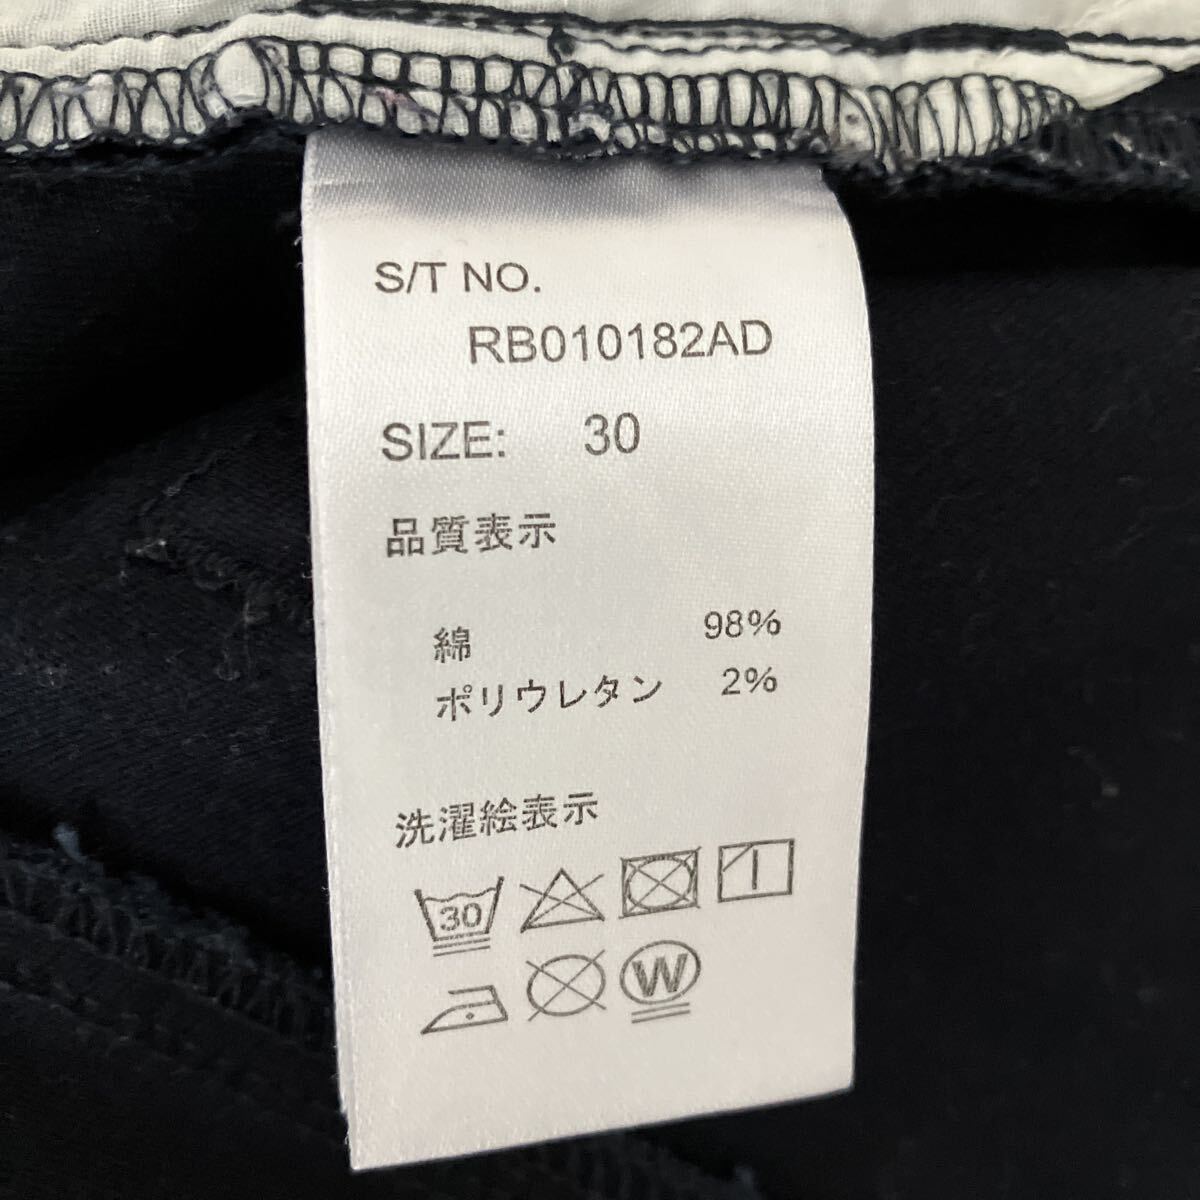 S/T NO.
RB010182AD
SIZE: 30
品質表示
綿 98%
ポリウレタン 2%
洗濯絵表示
30
W